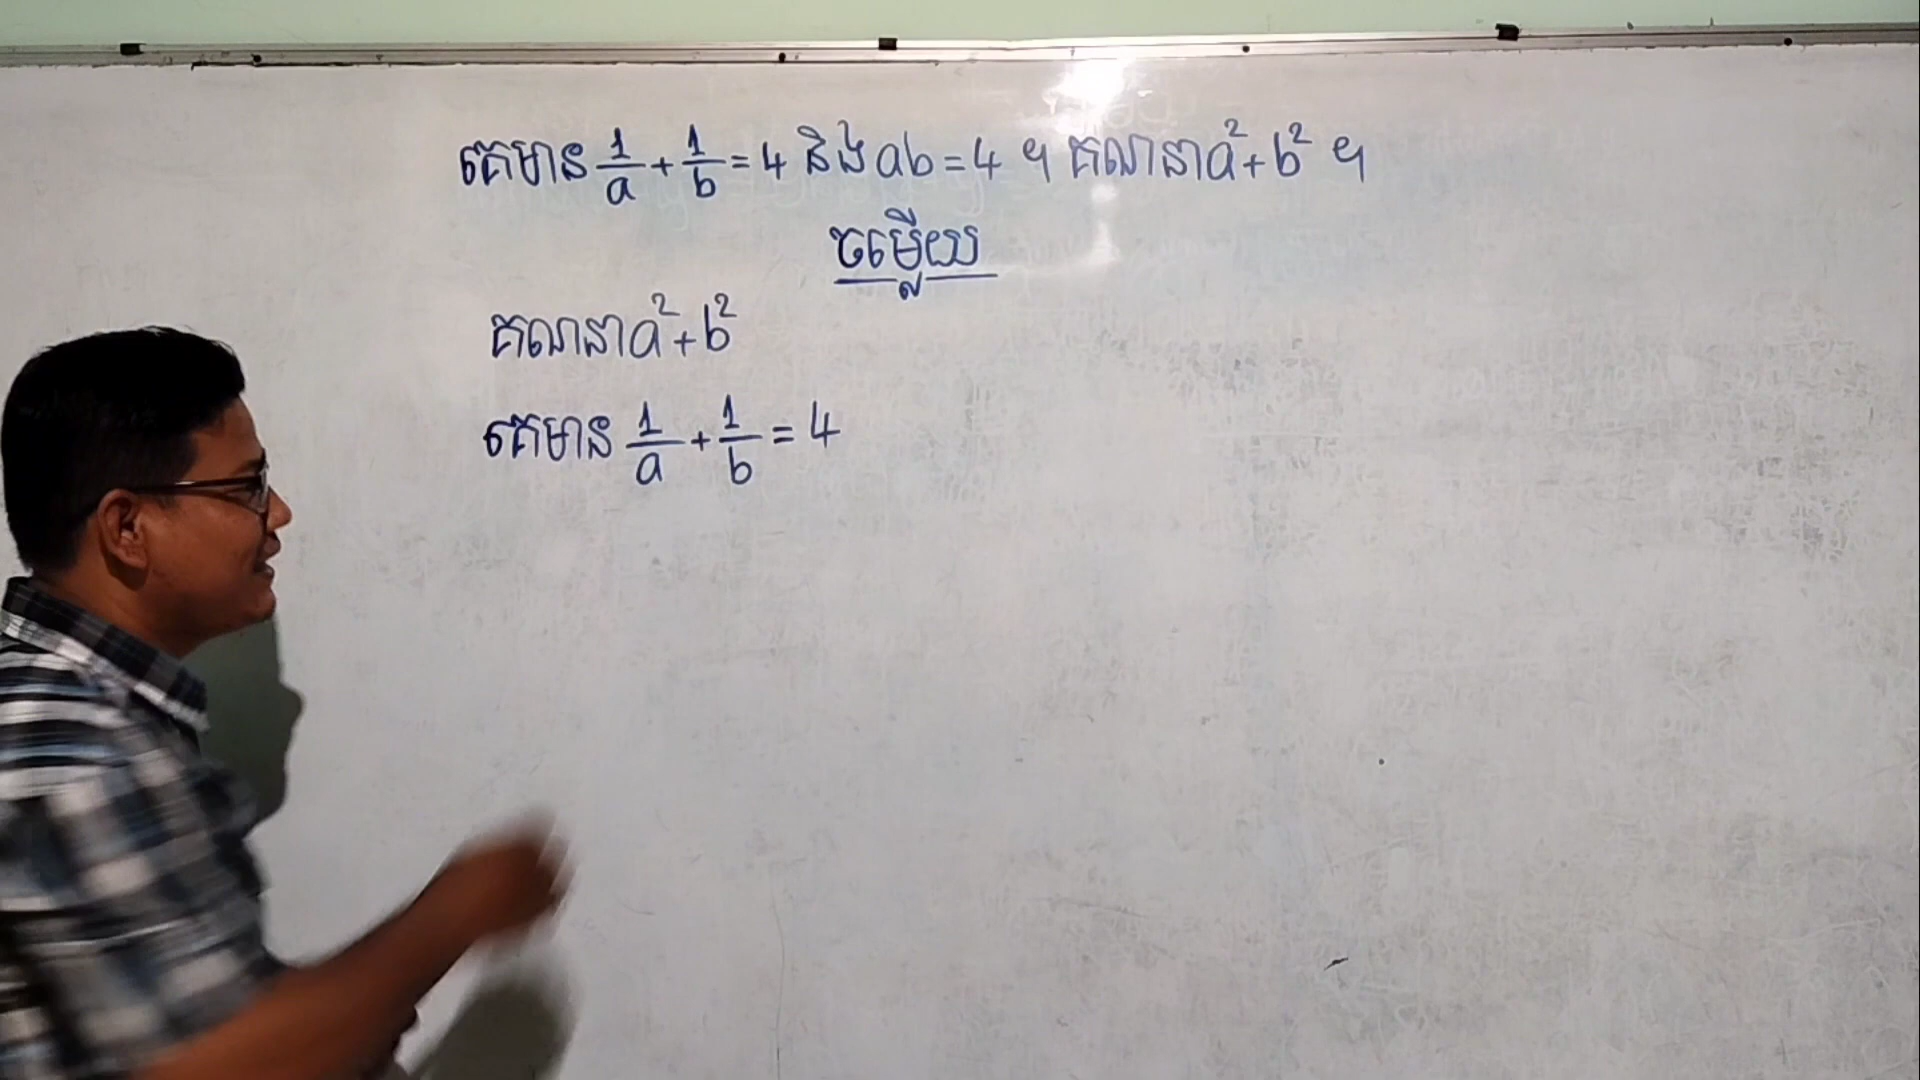 គេមាន 1/a + 1/b = 4 និង ab = 4 ។ គណនា a² + b² ។
ចម្លើយ
គណនា a² + b²
គេមាន 1/a + 1/b = 4